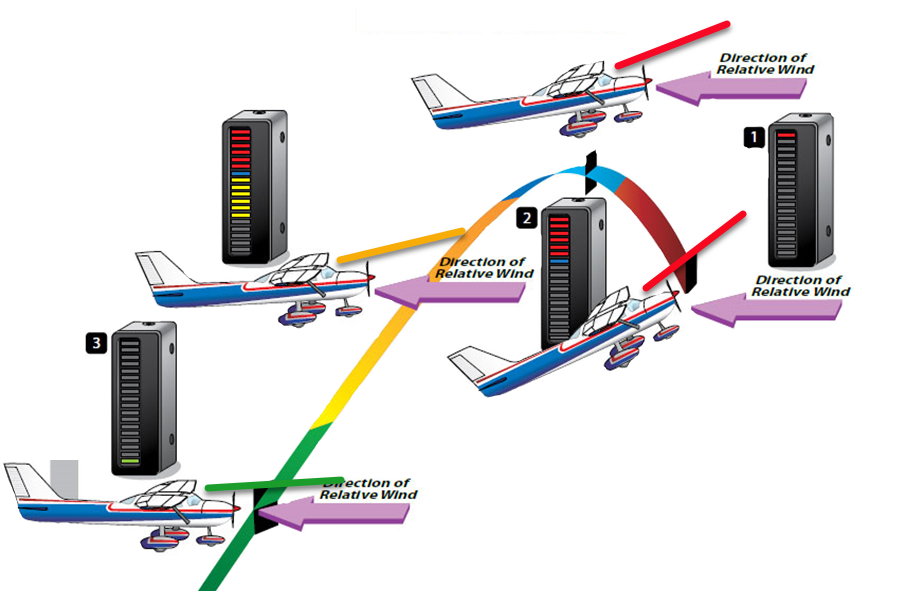 Direction of
Relative Wind
1
2
Direction of
Relative Wind
Direction of
Relative Wind
3
Direction of
Relative Wind